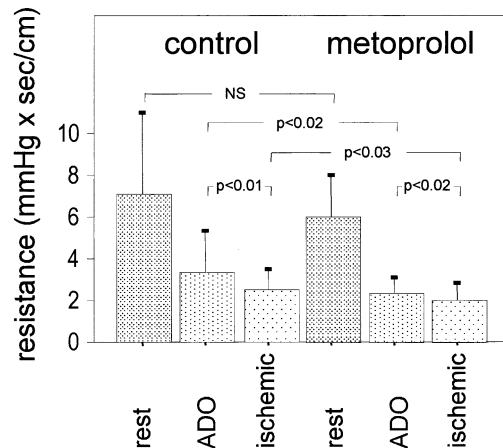 control metoprolol
NS
p<0.02
p<0.03
p<0.01 p<0.02
resistance (mmHg x sec/cm)
10
8
6
4
2
0
rest ADO ischemic rest ADO ischemic